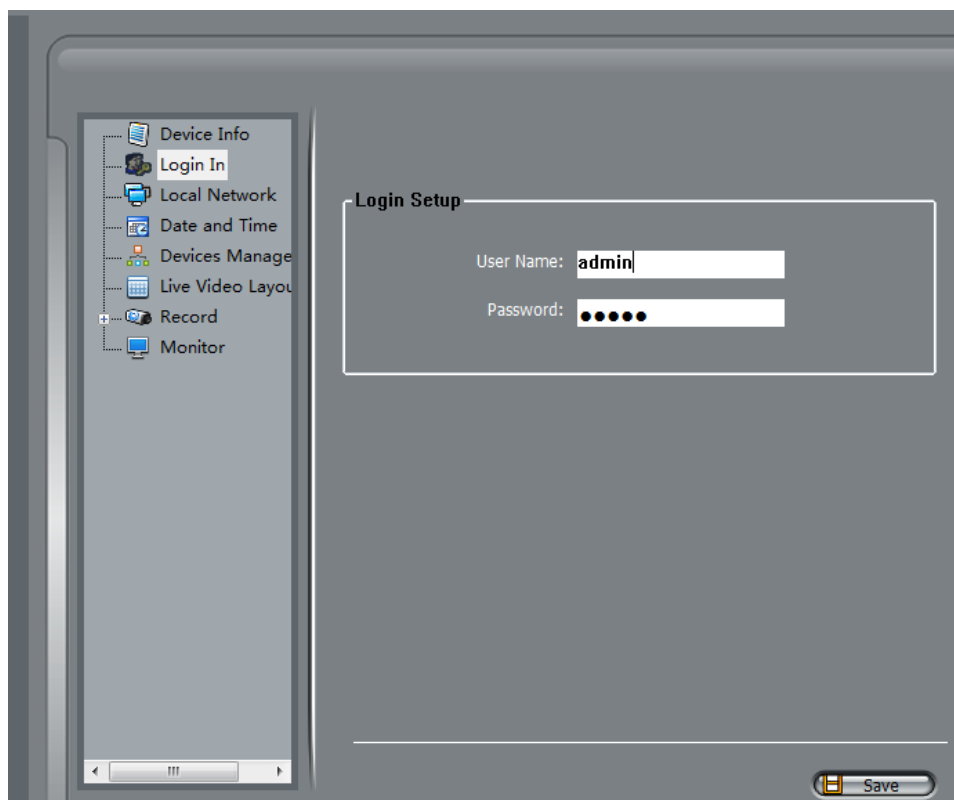 Device Info
Login In
Local Network
Date and Time
Devices Manage
Live Video Layou
Record
Monitor
Login Setup
User Name: admin
Password: ●●●●●
Save